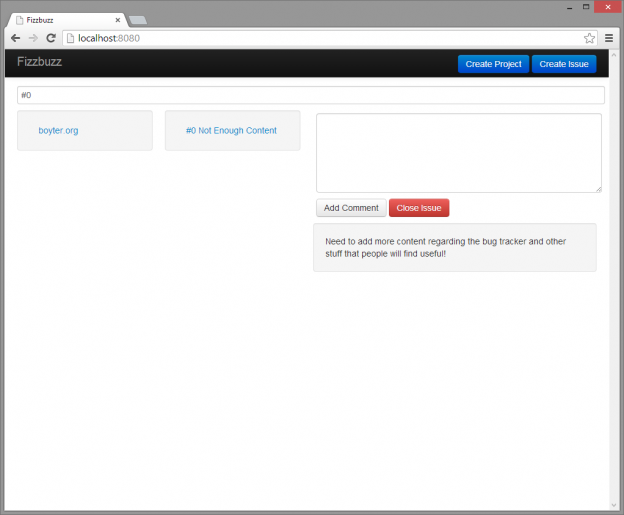 Fizzbuzz
localhost:8080
Fizzbuzz
Create Project
Create Issue
#0
boyter.org
#0 Not Enough Content
Add Comment
Close Issue
Need to add more content regarding the bug tracker and other
stuff that people will find useful!